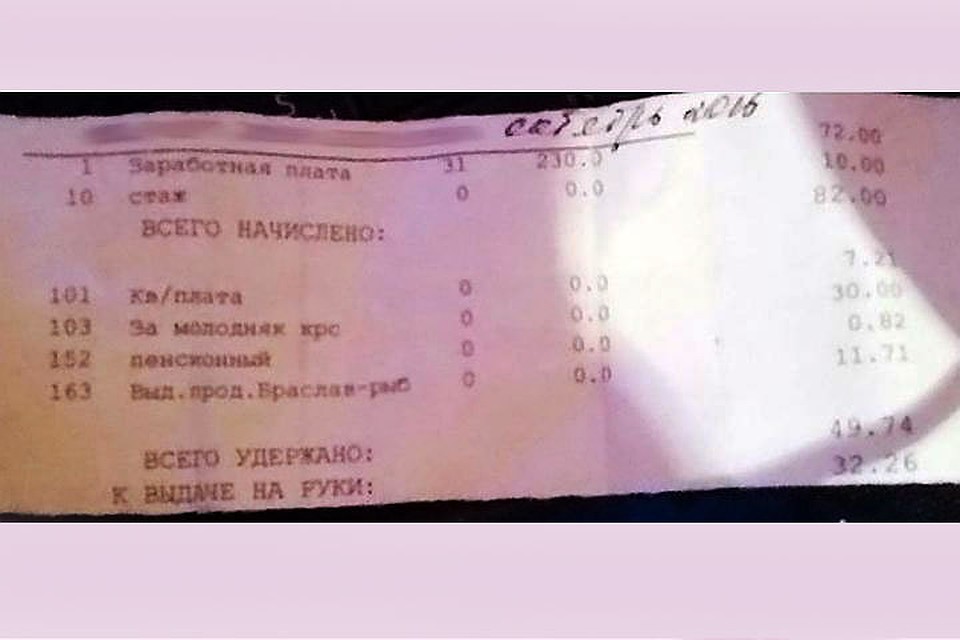 октябрь 2016
1 Заработная плата 31 230.0 72.00
10 стаж 0 0.0 10.00
ВСЕГО НАЧИСЛЕНО: 82.00
101 Кв/плата 0 0.0 7.21
103 За молодняк крс 0 0.0 30.00
152 пенсионный 0 0.0 0.82
163 Выд.прод.Браслав-рыб 0 0.0 11.71
ВСЕГО УДЕРЖАНО: 49.74
К ВЫДАЧЕ НА РУКИ: 32.26